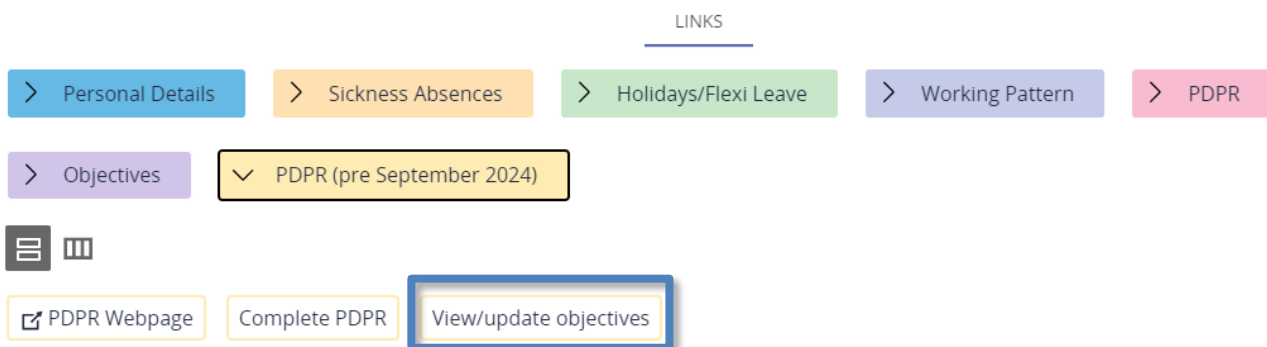 LINKS
Personal Details Sickness Absences Holidays/Flexi Leave Working Pattern PDPR
Objectives PDPR (pre September 2024)
PDPR Webpage Complete PDPR View/update objectives